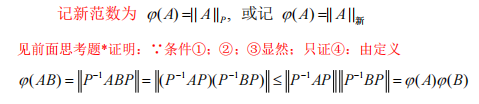 记新范数为 φ(A)=‖A‖_P, 或记 φ(A)=‖A‖_新
见前面思考题*证明：∵条件①；②；③显然；只证④：由定义
φ(AB)=‖P⁻¹ABP‖=‖(P⁻¹AP)(P⁻¹BP)‖≤‖P⁻¹AP‖‖P⁻¹BP‖=φ(A)φ(B)